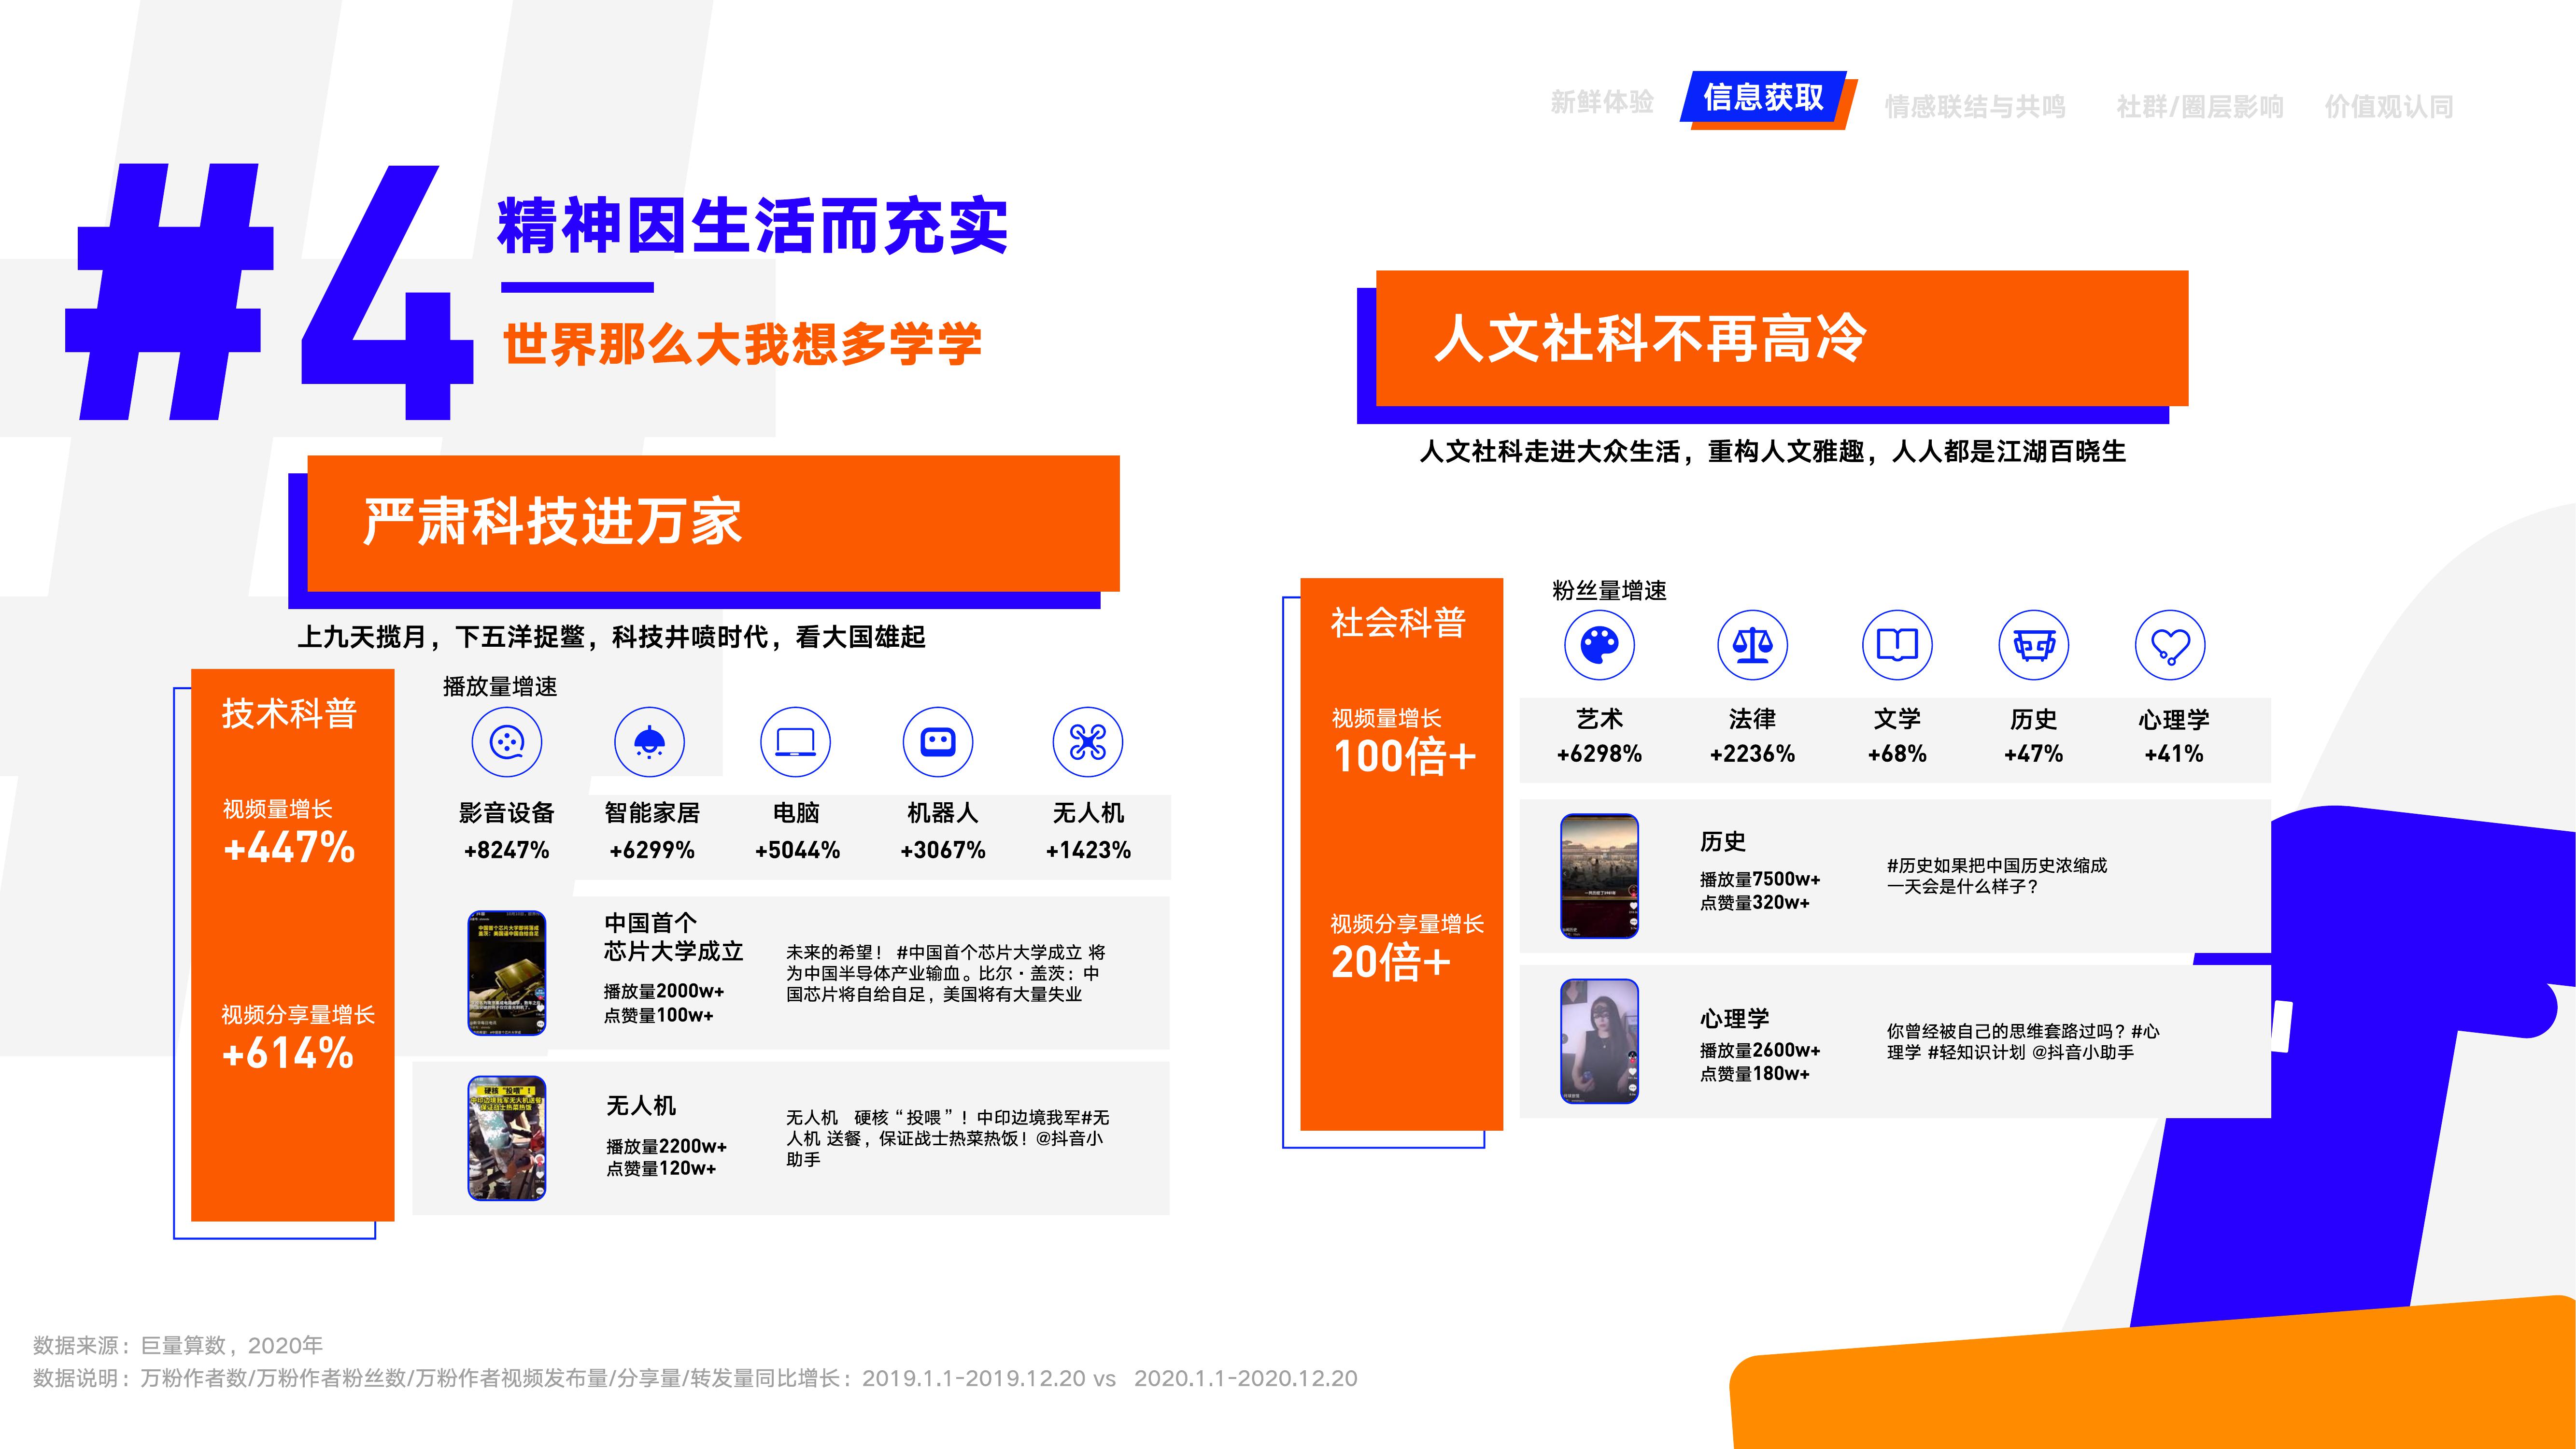 新鲜体验
信息获取
情感联结与共鸣
社群/圈层影响
价值观认同
#4
精神因生活而充实
世界那么大我想多学学
严肃科技进万家
上九天揽月，下五洋捉鳖，科技井喷时代，看大国雄起
技术科普
视频量增长
+447%
视频分享量增长
+614%
播放量增速
影音设备 智能家居 电脑 机器人 无人机
+8247% +6299% +5044% +3067% +1423%
中国首个
芯片大学成立
播放量2000w+
点赞量100w+
未来的希望！ #中国首个芯片大学成立 将
为中国半导体产业输血。比尔·盖茨：中
国芯片将自给自足，美国将有大量失业
硬核“投喂”！
中印边境我军无人机送餐
保证战士热菜热饭
无人机
播放量2200w+
点赞量120w+
无人机 硬核“投喂”！中印边境我军#无
人机 送餐，保证战士热菜热饭！@抖音小
助手
人文社科不再高冷
人文社科走进大众生活，重构人文雅趣，人人都是江湖百晓生
社会科普
视频量增长
100倍+
视频分享量增长
20倍+
粉丝量增速
艺术 法律 文学 历史 心理学
+6298% +2236% +68% +47% +41%
历史
播放量7500w+
点赞量320w+
#历史如果把中国历史浓缩成
一天会是什么样子？
心理学
播放量2600w+
点赞量180w+
你曾经被自己的思维套路过吗？#心
理学 #轻知识计划 @抖音小助手
数据来源：巨量算数，2020年
数据说明：万粉作者数/万粉作者粉丝数/万粉作者视频发布量/分享量/转发量同比增长：2019.1.1-2019.12.20 vs 2020.1.1-2020.12.20